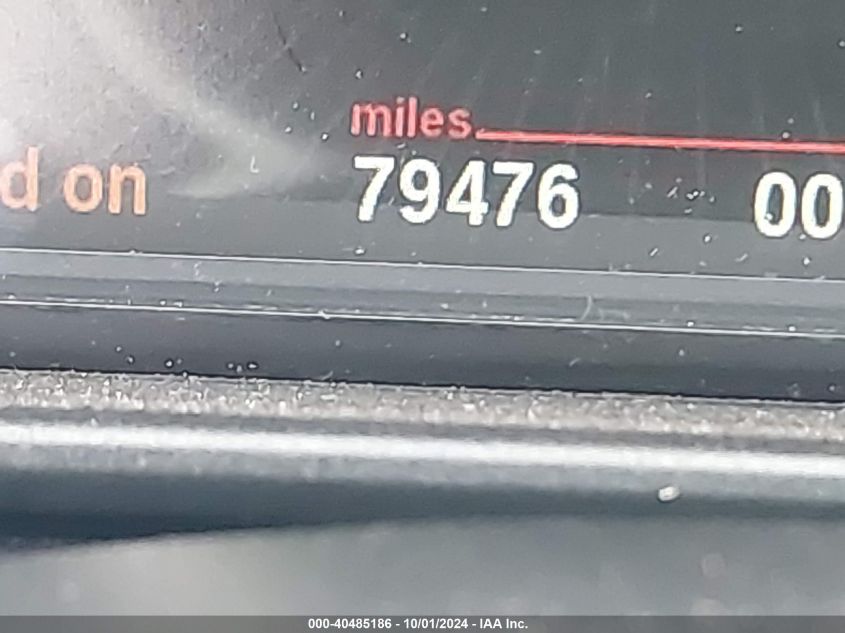 miles
d on 79476 00
000-40485186 - 10/01/2024 - IAA Inc.